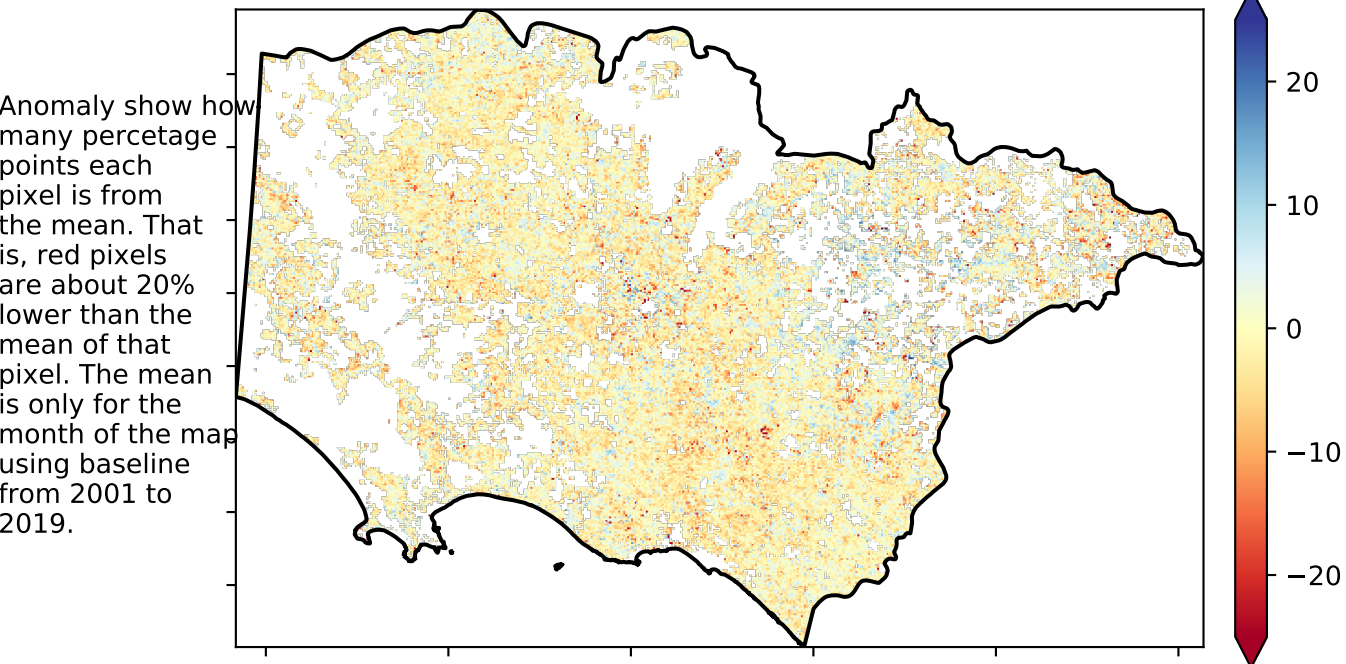 Anomaly show how
many percetage
points each
pixel is from
the mean. That
is, red pixels
are about 20%
lower than the
mean of that
pixel. The mean
is only for the
month of the map
using baseline
from 2001 to
2019.
20
10
0
−10
−20